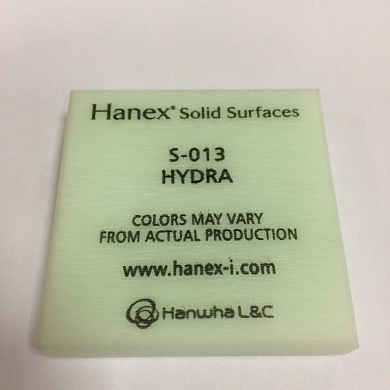 Hanex® Solid Surfaces
S-013
HYDRA
COLORS MAY VARY
FROM ACTUAL PRODUCTION
www.hanex-i.com
Hanwha L&C